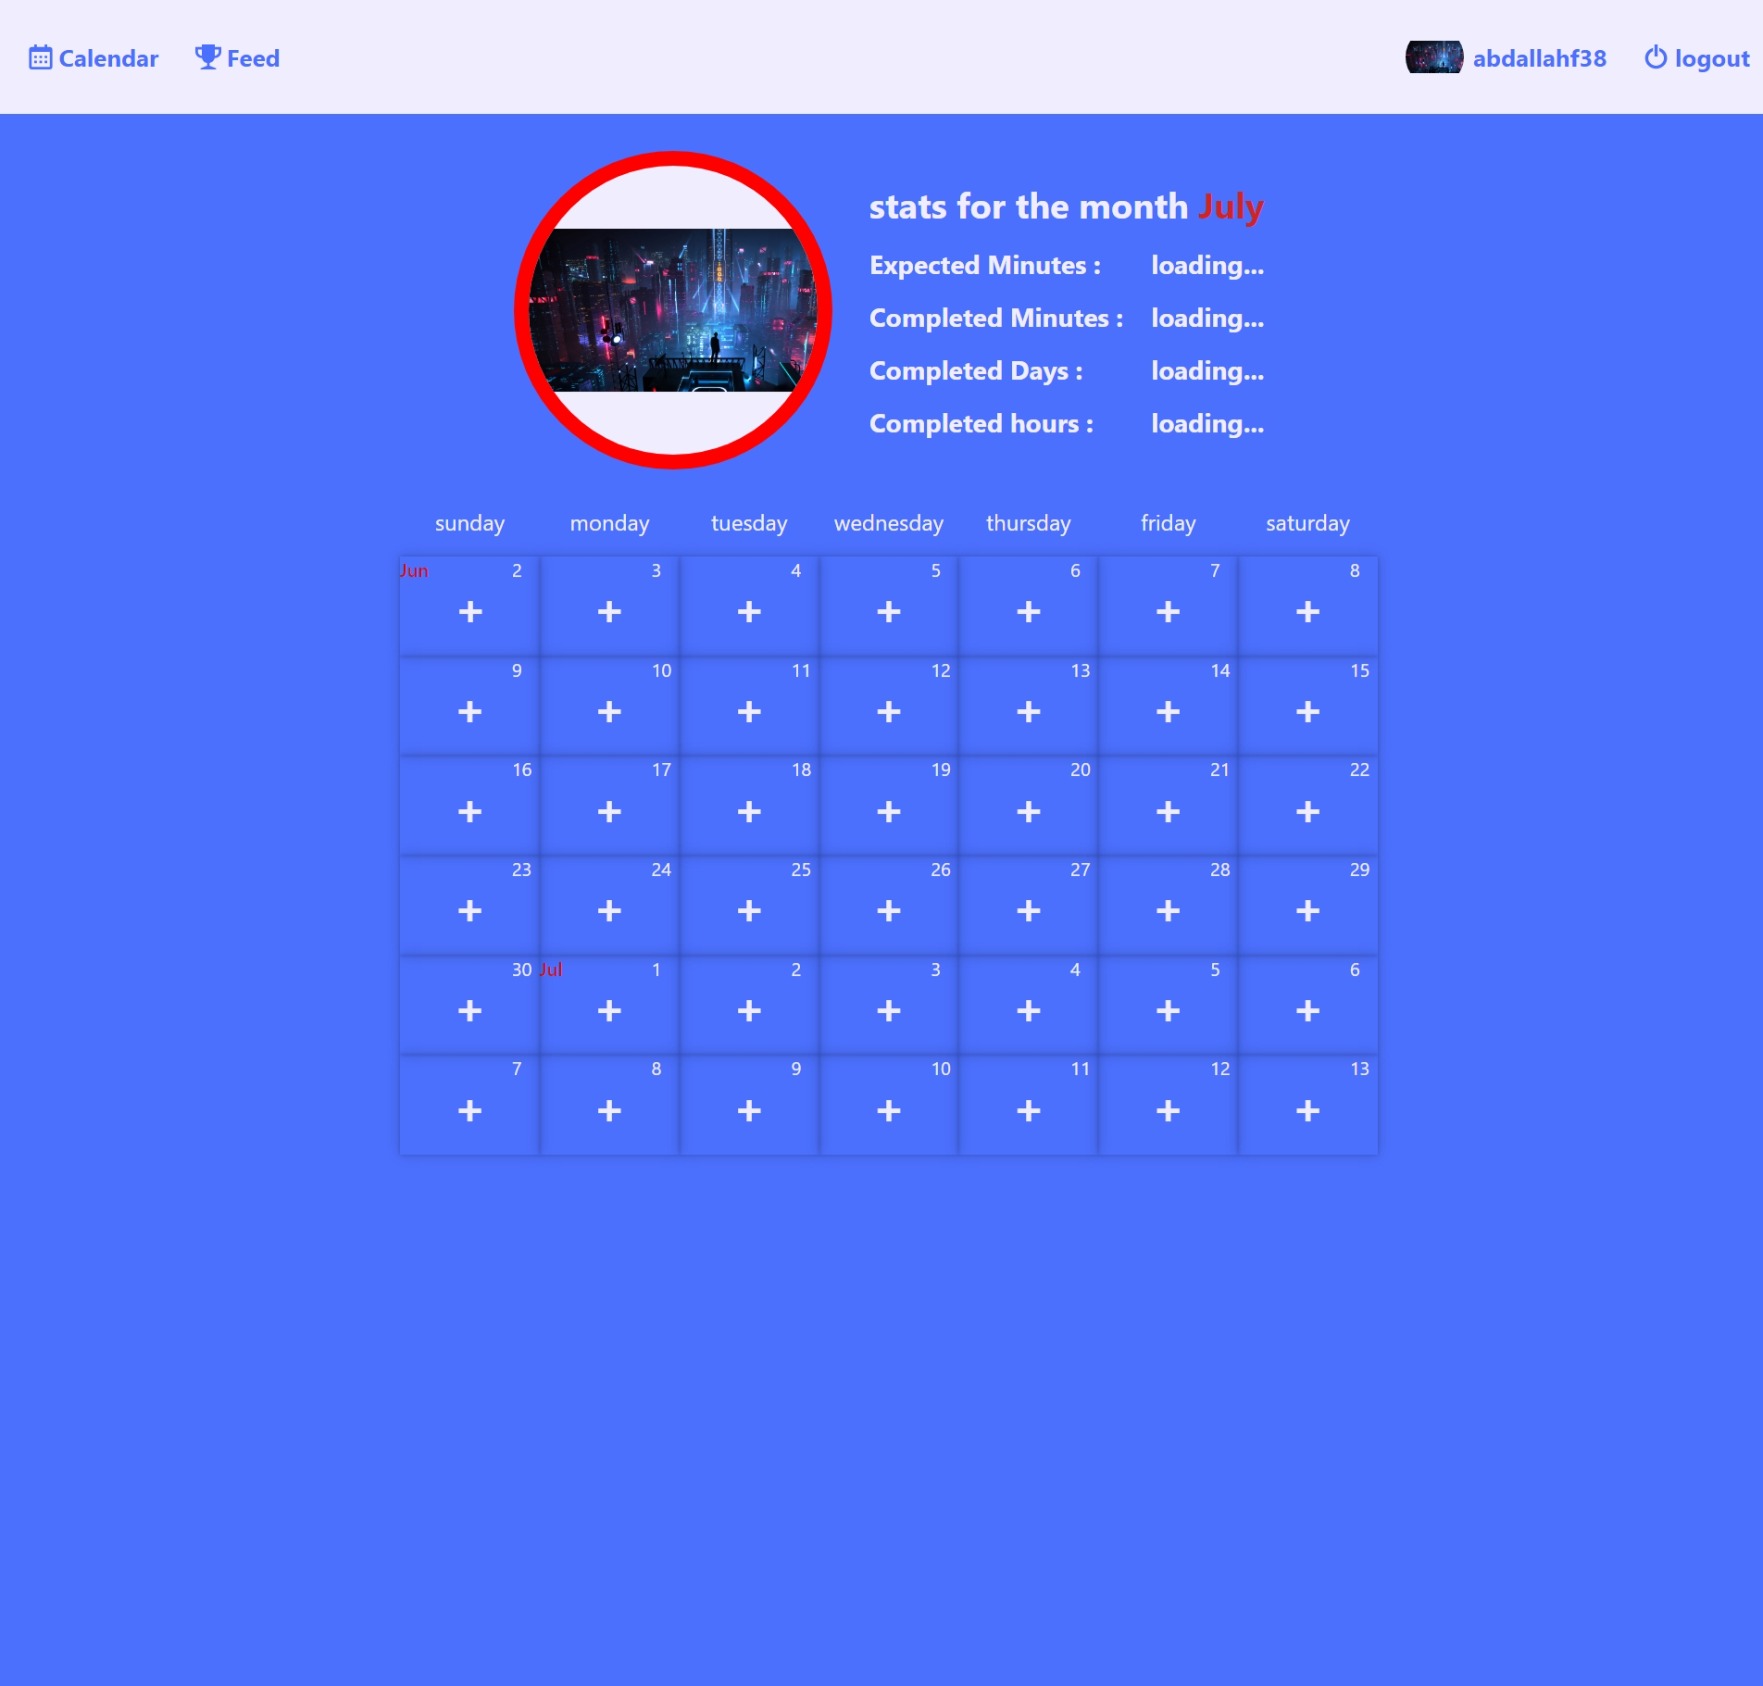 Calendar Feed abdallahf38 logout
stats for the month July
Expected Minutes : loading...
Completed Minutes : loading...
Completed Days : loading...
Completed hours : loading...
sunday monday tuesday wednesday thursday friday saturday
Jun 2 3 4 5 6 7 8
+ + + + + + +
9 10 11 12 13 14 15
+ + + + + + +
16 17 18 19 20 21 22
+ + + + + + +
23 24 25 26 27 28 29
+ + + + + + +
30 Jul 1 2 3 4 5 6
+ + + + + + +
7 8 9 10 11 12 13
+ + + + + + +